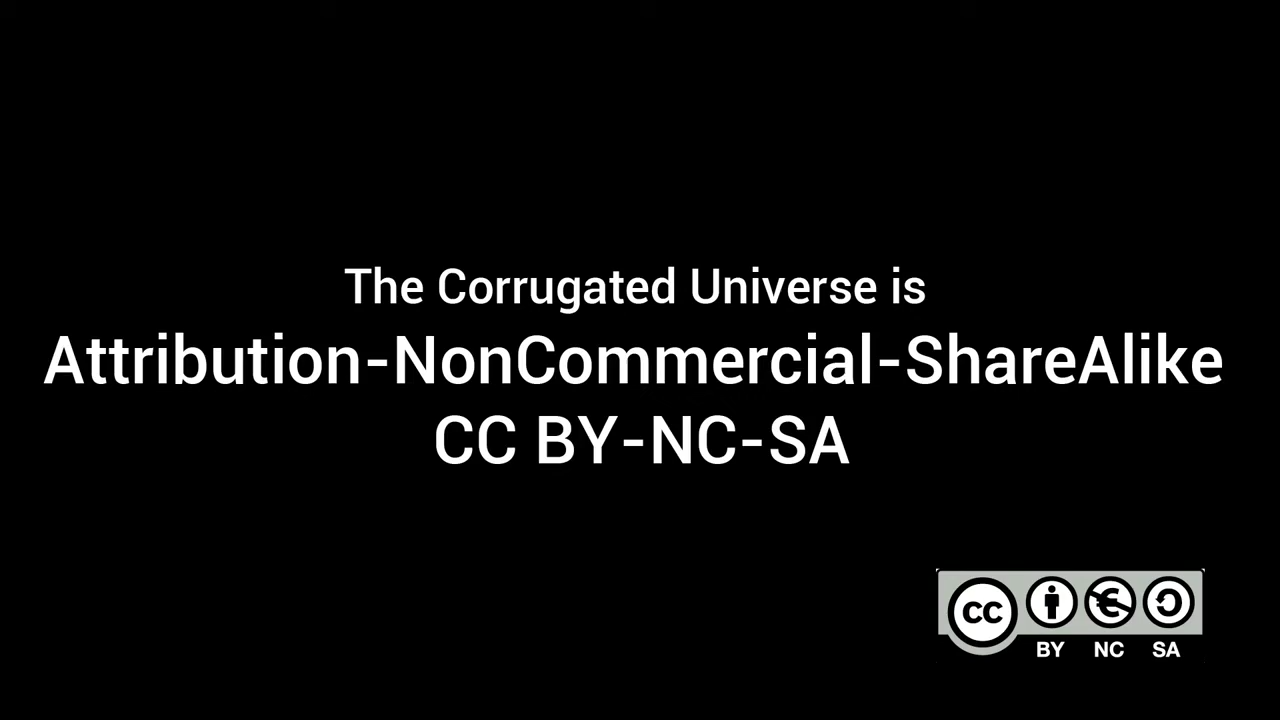 The Corrugated Universe is
Attribution-NonCommercial-ShareAlike
CC BY-NC-SA
cc
BY NC SA